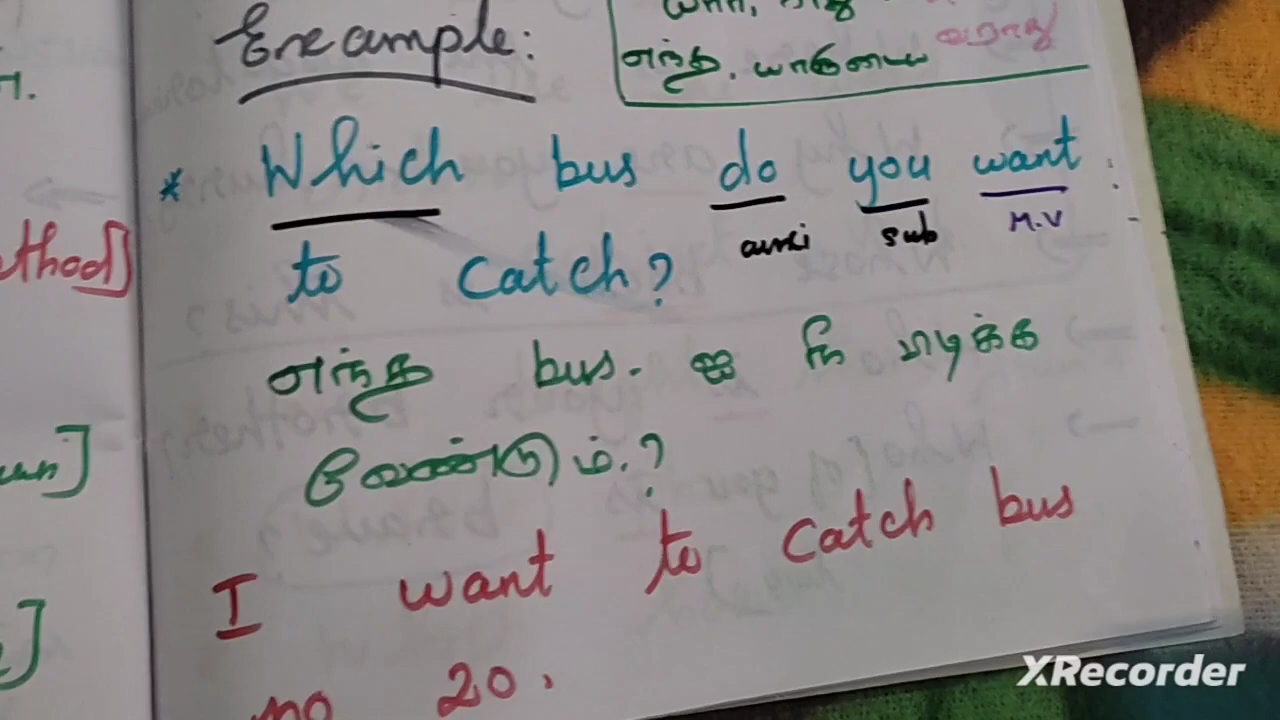 Example:
எந்த, யாருடைய
* Which bus do you want
auxi sub M.V
to catch?
எந்த bus. ஐ நீ பிடிக்க
வேண்டும்.?
I want to catch bus
no 20.
XRecorder